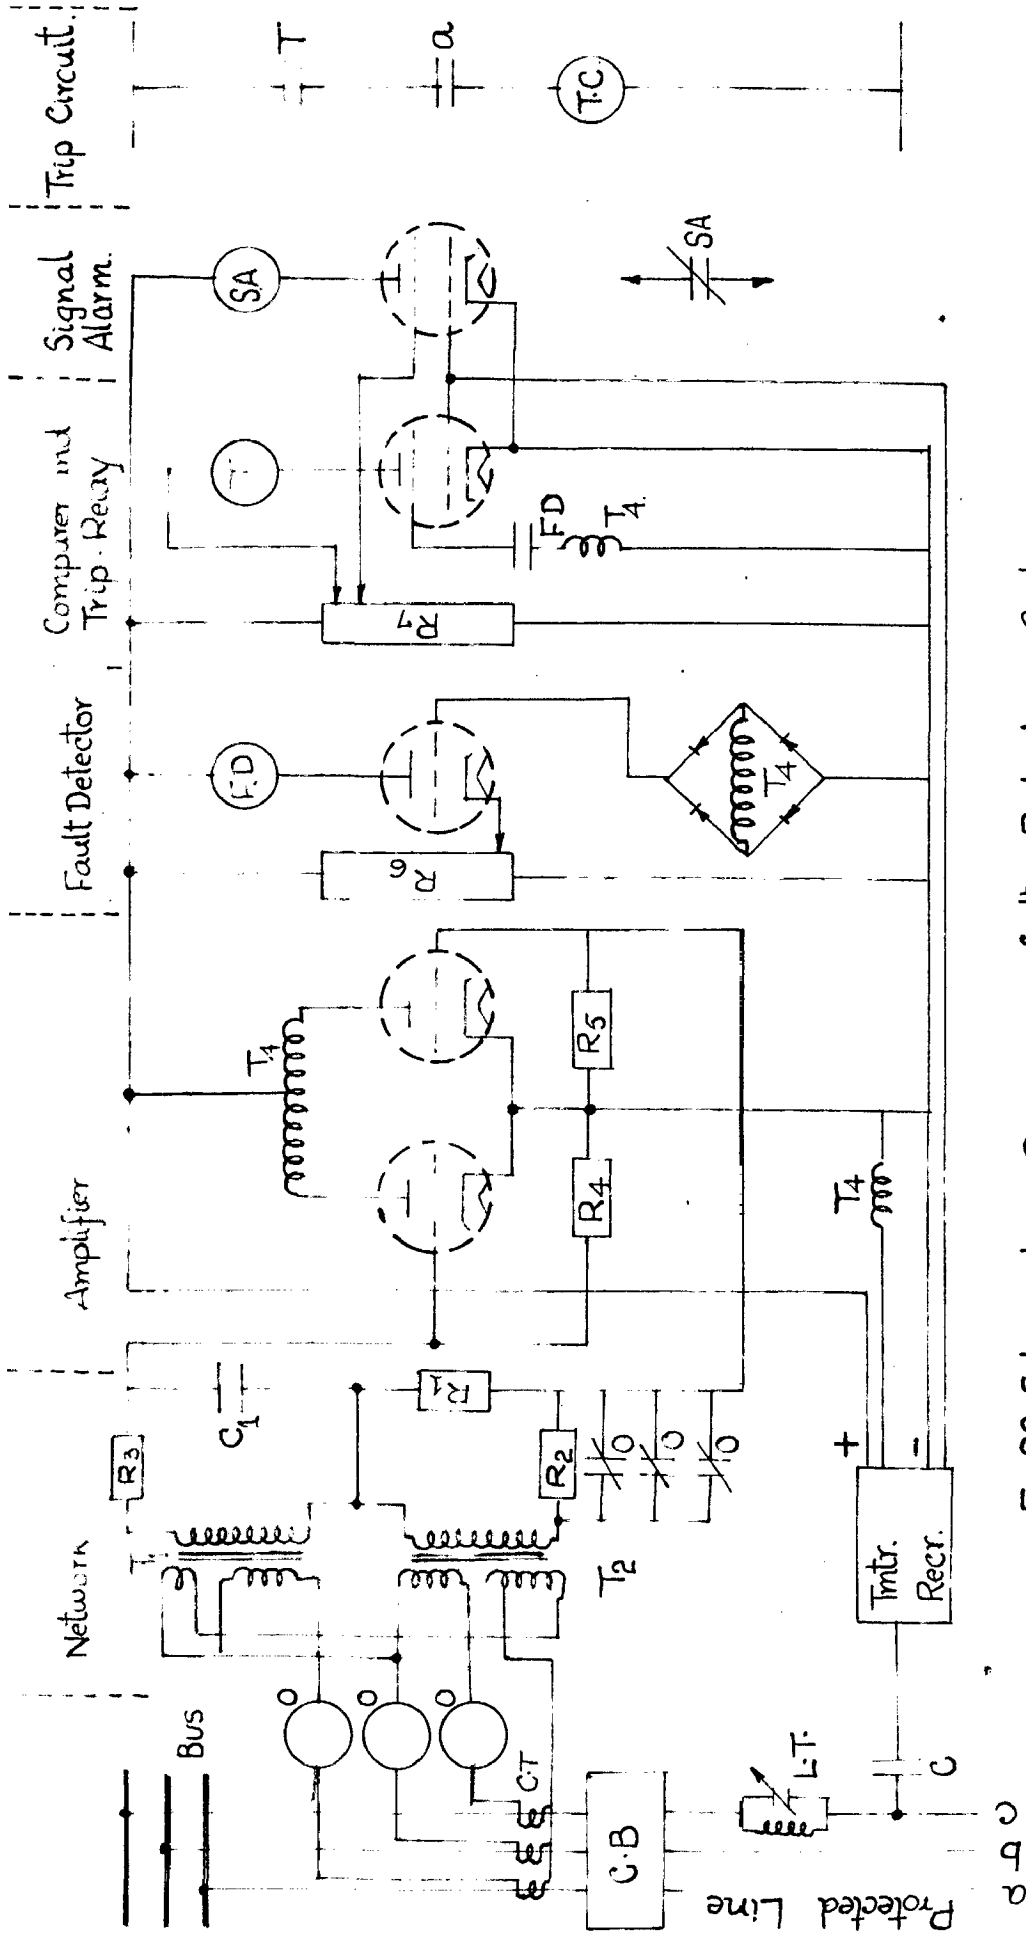 Network
Amplifier
Fault Detector
Comparer and
Trip-Relay
Signal
Alarm.
Trip Circuit.
Bus
T
R3
C1
T4
F.D
SA
T
O
O
O
R1
R6
R7
a
C.T
T2
R2
O
O
O
R4
R5
FD
T4
T.C
C.B
T4
SA
L.T.
T4
C
+
-
Tmtr.
Recr.
Protected Line
a
b
c